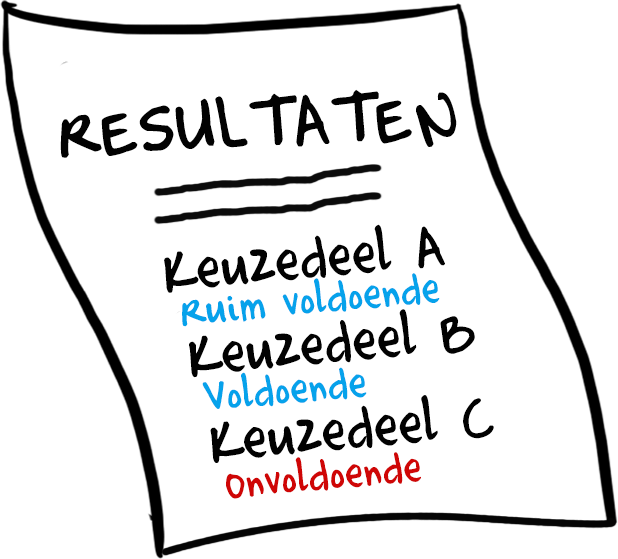 RESULTATEN
Keuzedeel A
Ruim voldoende
Keuzedeel B
Voldoende
Keuzedeel C
Onvoldoende